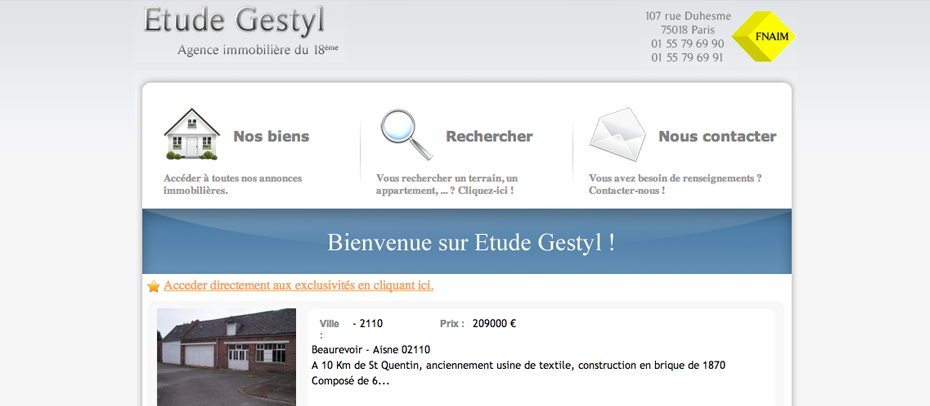 Etude Gestyl
Agence immobilière du 18ème
107 rue Duhesme
75018 Paris
01 55 79 69 90
01 55 79 69 91
FNAIM
Nos biens
Accéder à toutes nos annonces
immobilières.
Rechercher
Vous rechercher un terrain, un
appartement, ... ? Cliquez-ici !
Nous contacter
Vous avez besoin de renseignements ?
Contacter-nous !
Bienvenue sur Etude Gestyl !
Acceder directement aux exclusivités en cliquant ici.
Ville : - 2110 Prix : 209000 €
Beaurevoir - Aisne 02110
A 10 Km de St Quentin, anciennement usine de textile, construction en brique de 1870
Composé de 6...